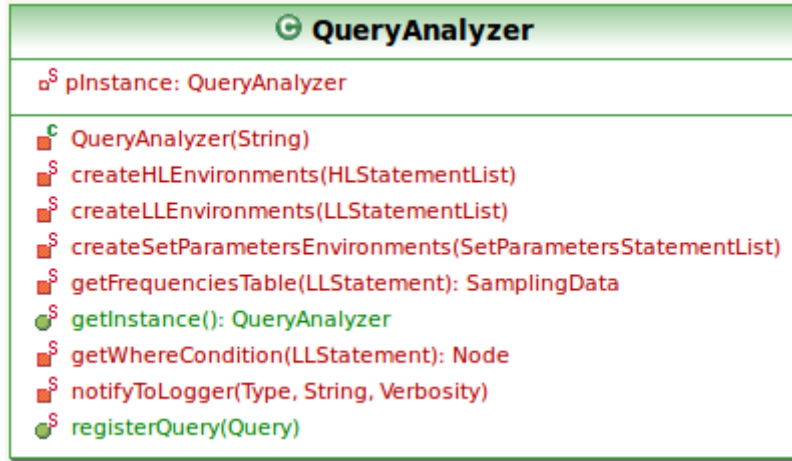 C QueryAnalyzer
S pInstance: QueryAnalyzer
C QueryAnalyzer(String)
S createHLEnvironments(HLStatementList)
S createLLEnvironments(LLStatementList)
S createSetParametersEnvironments(SetParametersStatementList)
S getFrequenciesTable(LLStatement): SamplingData
S getInstance(): QueryAnalyzer
S getWhereCondition(LLStatement): Node
S notifyToLogger(Type, String, Verbosity)
S registerQuery(Query)